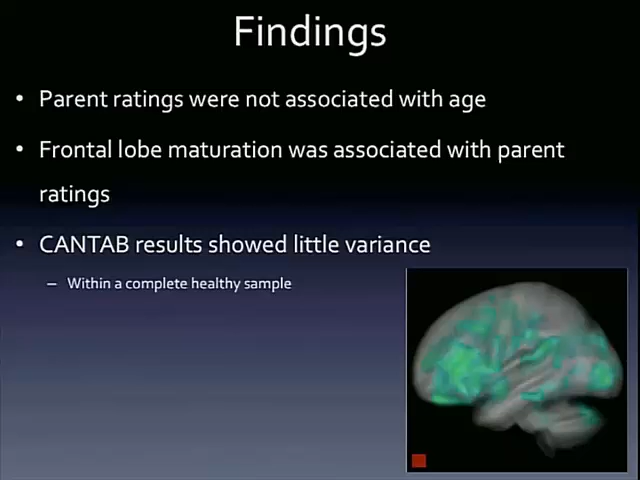 Findings
• Parent ratings were not associated with age
• Frontal lobe maturation was associated with parent
ratings
• CANTAB results showed little variance
– Within a complete healthy sample